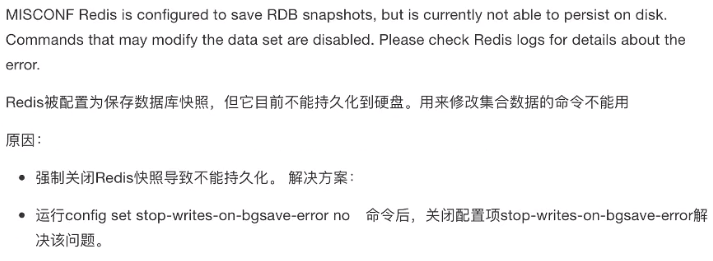 MISCONF Redis is configured to save RDB snapshots, but is currently not able to persist on disk.
Commands that may modify the data set are disabled. Please check Redis logs for details about the
error.
Redis被配置为保存数据库快照，但它目前不能持久化到硬盘。用来修改集合数据的命令不能用
原因：
• 强制关闭Redis快照导致不能持久化。 解决方案：
• 运行config set stop-writes-on-bgsave-error no　命令后，关闭配置项stop-writes-on-bgsave-error解
决该问题。